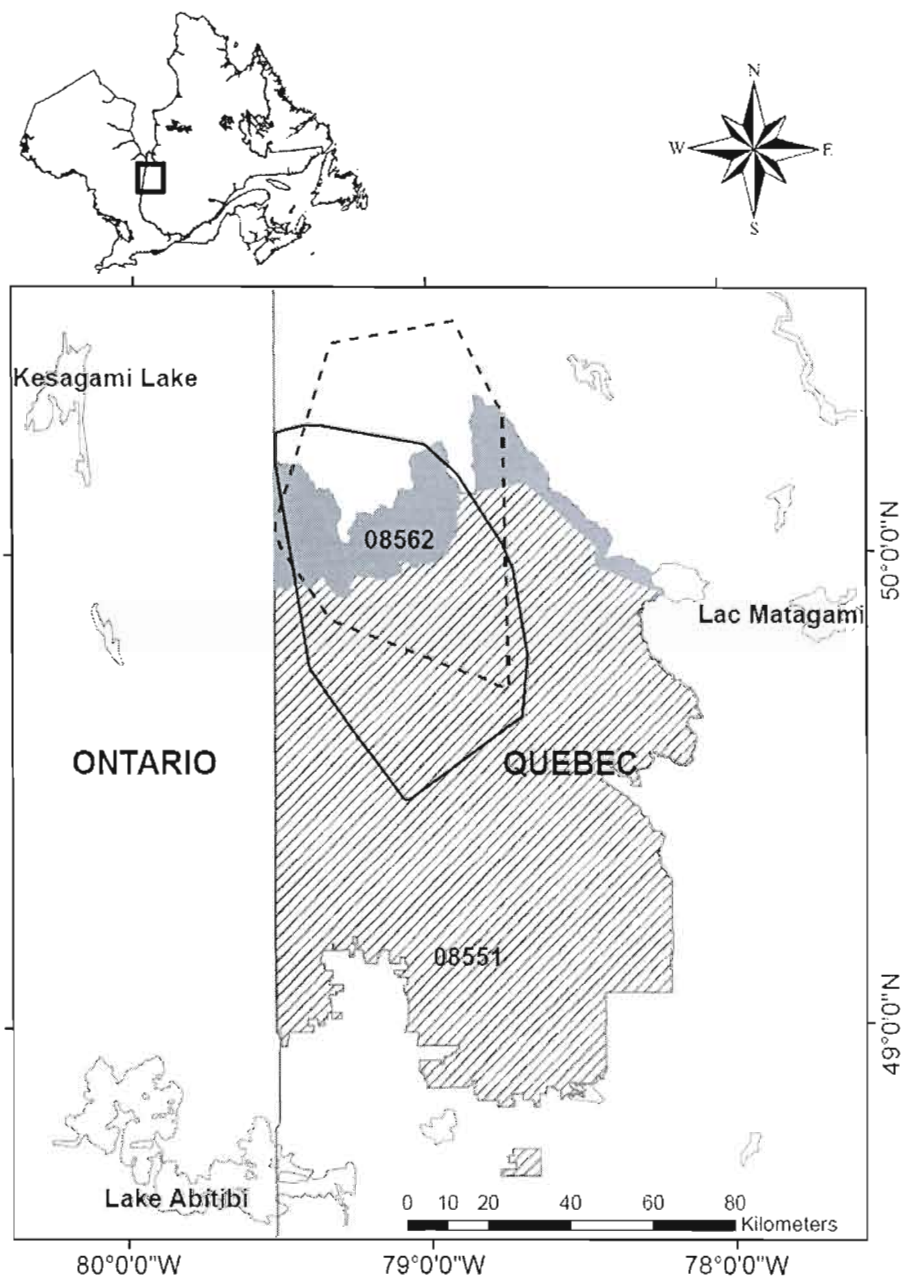 N
W E
S
Kesagami Lake
08562
50°0'0"N
Lac Matagami
ONTARIO
QUEBEC
08551
49°0'0"N
Lake Abitibi
0 10 20 40 60 80
Kilometers
80°0'0"W 79°0'0"W 78°0'0"W